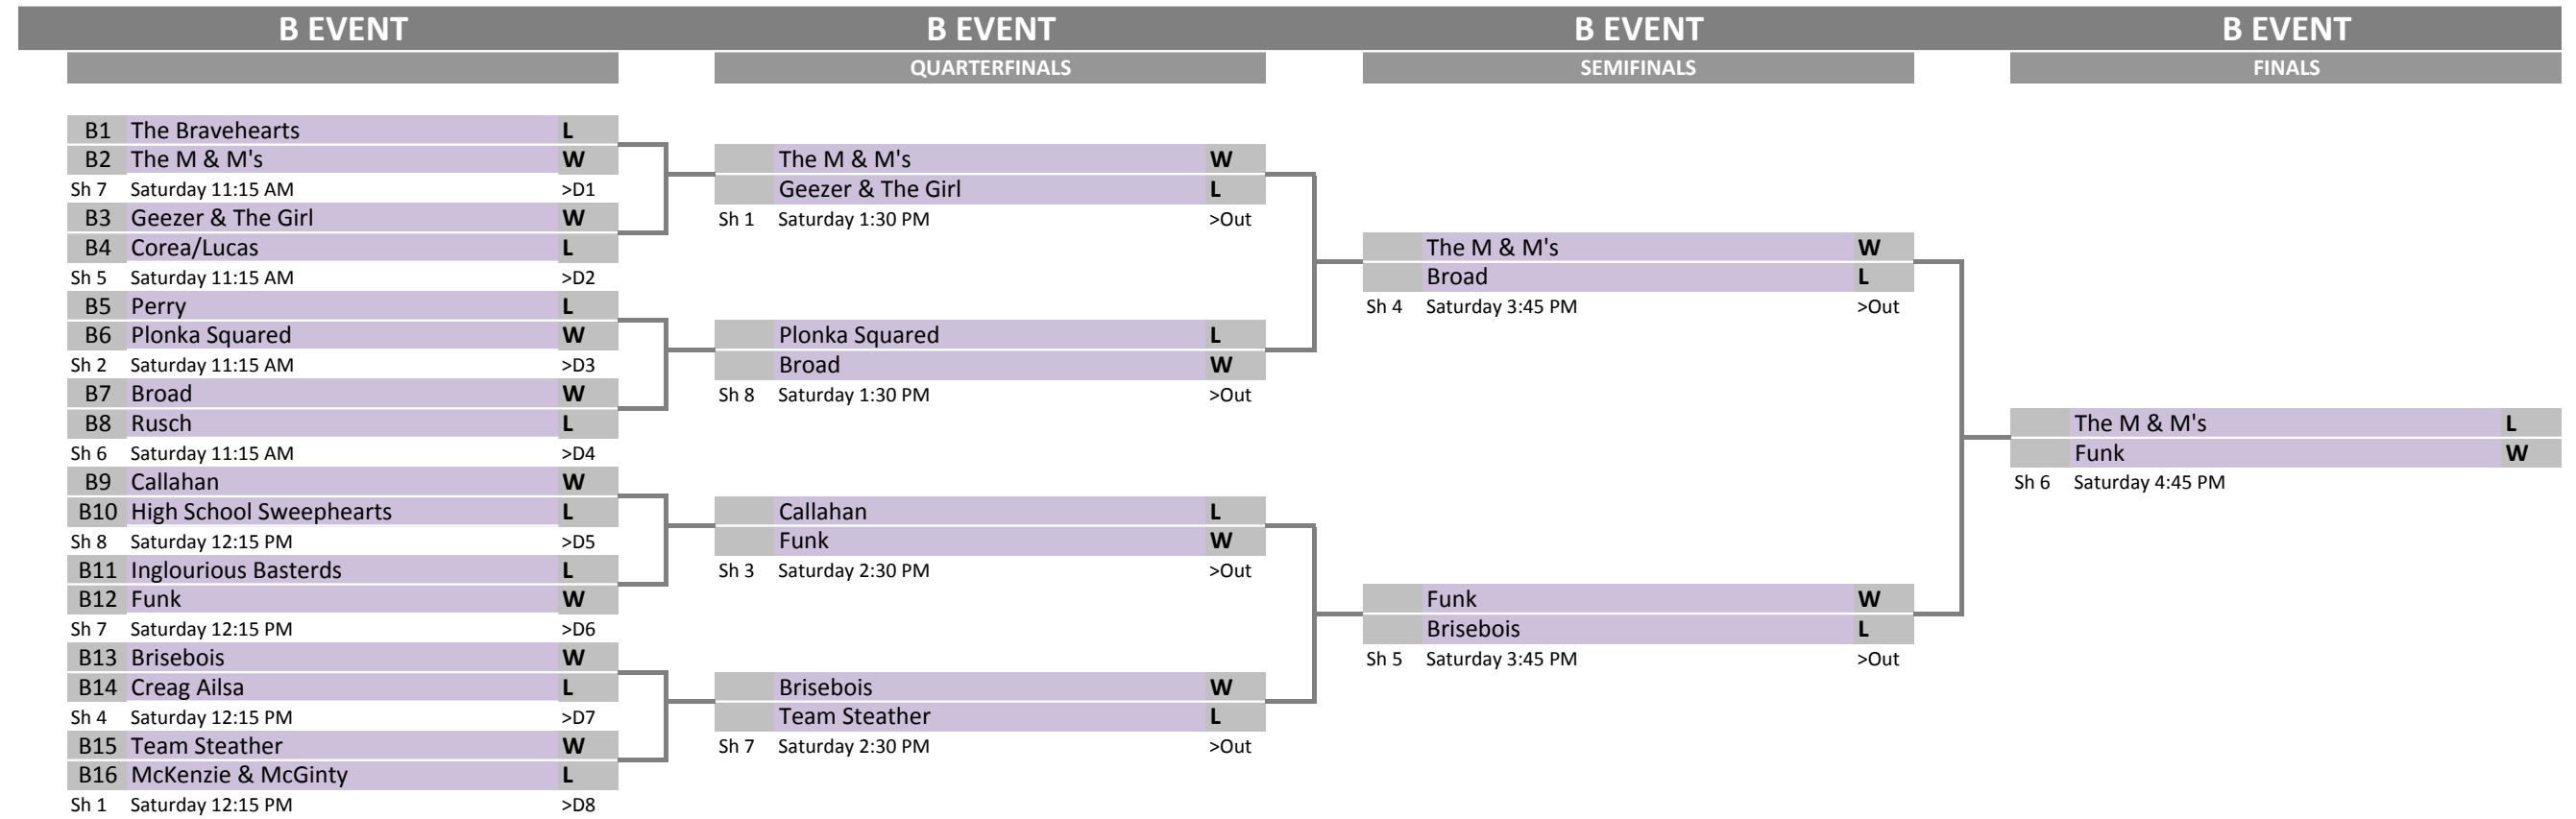 B EVENT B EVENT B EVENT B EVENT
QUARTERFINALS SEMIFINALS FINALS
B1 The Bravehearts L
B2 The M & M's W
Sh 7 Saturday 11:15 AM >D1
B3 Geezer & The Girl W
B4 Corea/Lucas L
Sh 5 Saturday 11:15 AM >D2
B5 Perry L
B6 Plonka Squared W
Sh 2 Saturday 11:15 AM >D3
B7 Broad W
B8 Rusch L
Sh 6 Saturday 11:15 AM >D4
B9 Callahan W
B10 High School Sweephearts L
Sh 8 Saturday 12:15 PM >D5
B11 Inglourious Basterds L
B12 Funk W
Sh 7 Saturday 12:15 PM >D6
B13 Brisebois W
B14 Creag Ailsa L
Sh 4 Saturday 12:15 PM >D7
B15 Team Steather W
B16 McKenzie & McGinty L
Sh 1 Saturday 12:15 PM >D8
The M & M's W
Geezer & The Girl L
Sh 1 Saturday 1:30 PM >Out
Plonka Squared L
Broad W
Sh 8 Saturday 1:30 PM >Out
Callahan L
Funk W
Sh 3 Saturday 2:30 PM >Out
Brisebois W
Team Steather L
Sh 7 Saturday 2:30 PM >Out
The M & M's W
Broad L
Sh 4 Saturday 3:45 PM >Out
Funk W
Brisebois L
Sh 5 Saturday 3:45 PM >Out
The M & M's L
Funk W
Sh 6 Saturday 4:45 PM